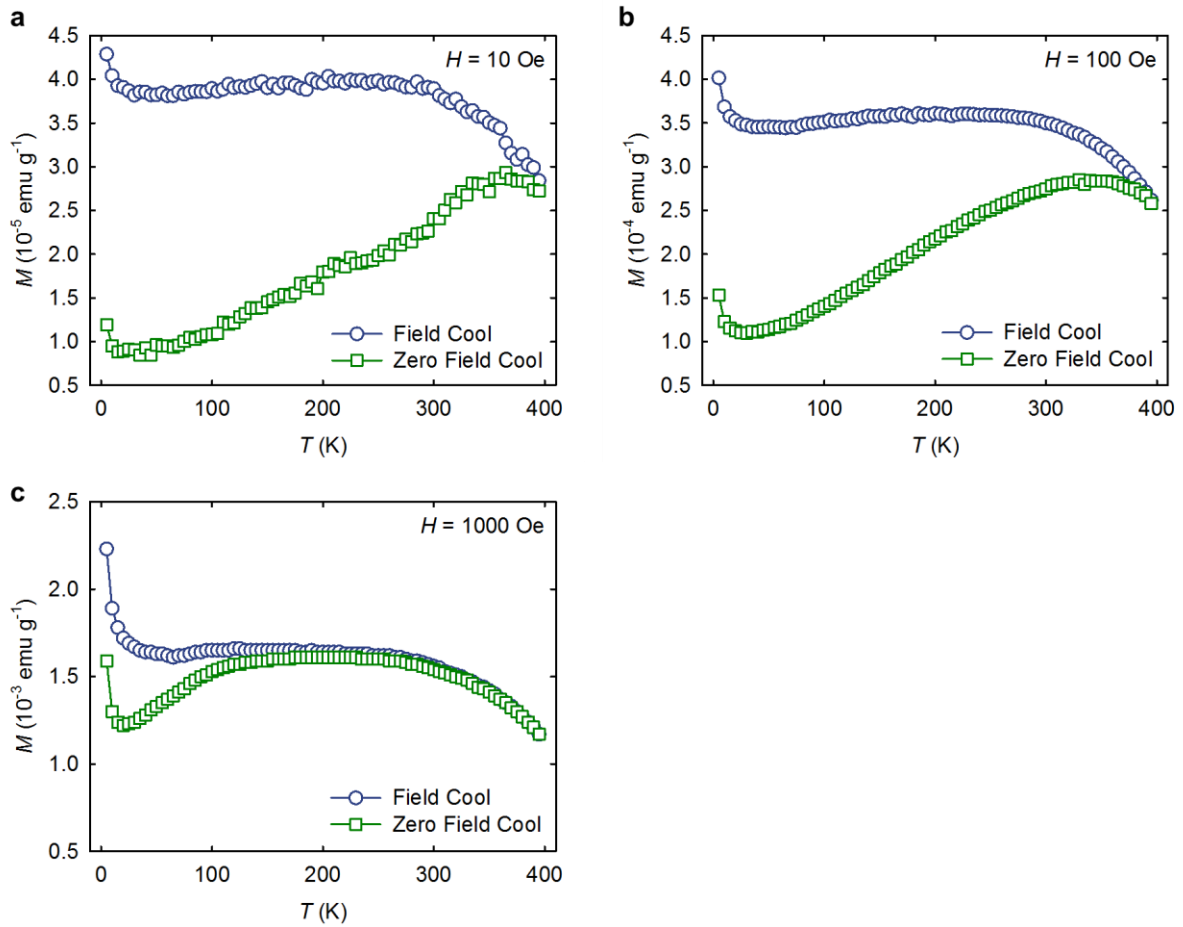 a
H = 10 Oe
4.5
4.0
3.5
3.0
2.5
2.0
1.5
1.0
0.5
M (10⁻⁵ emu g⁻¹)
Field Cool
Zero Field Cool
0 100 200 300 400
T (K)
b
H = 100 Oe
4.5
4.0
3.5
3.0
2.5
2.0
1.5
1.0
0.5
M (10⁻⁴ emu g⁻¹)
Field Cool
Zero Field Cool
0 100 200 300 400
T (K)
c
H = 1000 Oe
2.5
2.0
1.5
1.0
0.5
M (10⁻³ emu g⁻¹)
Field Cool
Zero Field Cool
0 100 200 300 400
T (K)